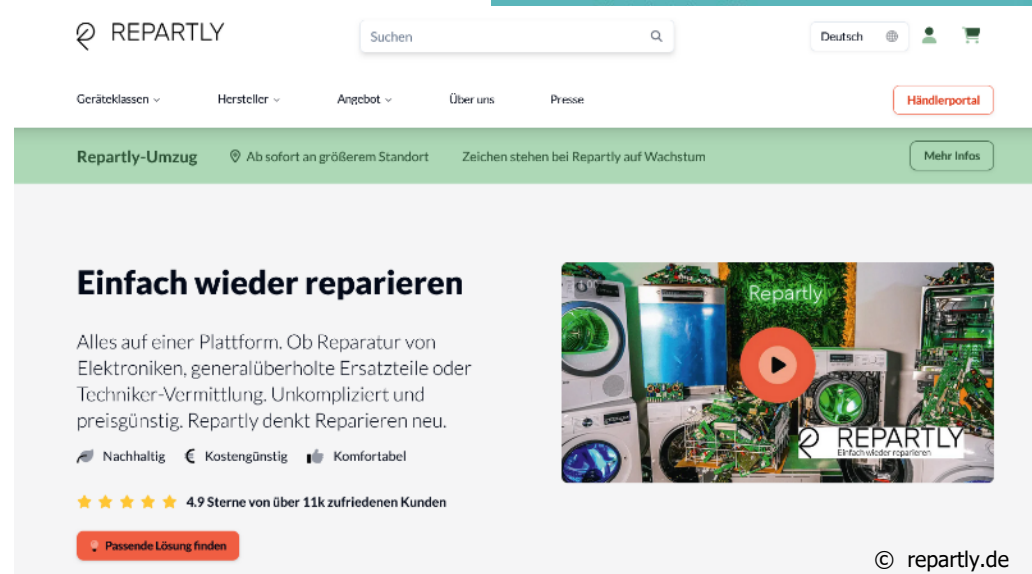 REPARTLY
Suchen
Deutsch
Geräteklassen
Hersteller
Angebot
Über uns
Presse
Händlerportal
Repartly-Umzug
Ab sofort an größerem Standort
Zeichen stehen bei Repartly auf Wachstum
Mehr Infos
Einfach wieder reparieren
Alles auf einer Plattform. Ob Reparatur von
Elektroniken, generalüberholte Ersatzteile oder
Techniker-Vermittlung. Unkompliziert und
preisgünstig. Repartly denkt Reparieren neu.
Nachhaltig
€ Kostengünstig
Komfortabel
4.9 Sterne von über 11k zufriedenen Kunden
Passende Lösung finden
Repartly
REPARTLY
Einfach wieder reparieren
© repartly.de